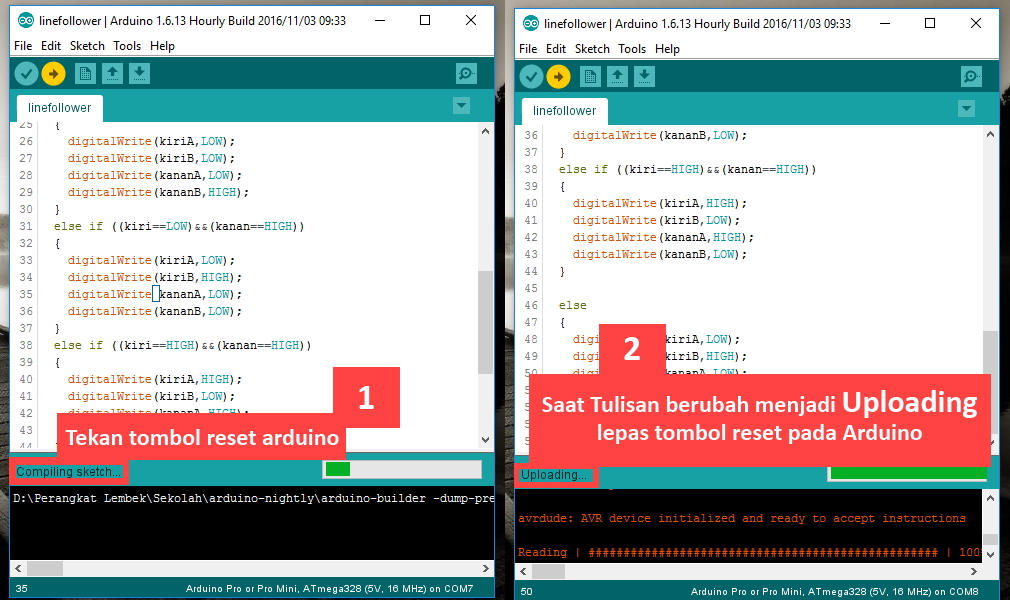 linefollower | Arduino 1.6.13 Hourly Build 2016/11/03 09:33
File Edit Sketch Tools Help
linefollower
25 {
26 digitalWrite(kiriA,LOW);
27 digitalWrite(kiriB,LOW);
28 digitalWrite(kananA,LOW);
29 digitalWrite(kananB,HIGH);
30 }
31 else if ((kiri==LOW)&&(kanan==HIGH))
32 {
33 digitalWrite(kiriA,LOW);
34 digitalWrite(kiriB,HIGH);
35 digitalWrite(kananA,LOW);
36 digitalWrite(kananB,LOW);
37 }
38 else if ((kiri==HIGH)&&(kanan==HIGH))
39 {
40 digitalWrite(kiriA,HIGH);
41 digitalWrite(kiriB,LOW);
42 digitalWrite(kananA,HIGH);
43
44
1
Tekan tombol reset arduino
Compiling sketch...
D:\Perangkat Lembek\Sekolah\arduino-nightly\arduino-builder -dump-pre
35
Arduino Pro or Pro Mini, ATmega328 (5V, 16 MHz) on COM7
linefollower | Arduino 1.6.13 Hourly Build 2016/11/03 09:33
File Edit Sketch Tools Help
linefollower
36 digitalWrite(kananB,LOW);
37 }
38 else if ((kiri==HIGH)&&(kanan==HIGH))
39 {
40 digitalWrite(kiriA,HIGH);
41 digitalWrite(kiriB,LOW);
42 digitalWrite(kananA,HIGH);
43 digitalWrite(kananB,LOW);
44 }
45
46 else
47 {
48 digi kiriA,LOW);
49 digi kiriB,HIGH);
50 digi kananA,LOW);
2
Saat Tulisan berubah menjadi Uploading
lepas tombol reset pada Arduino
Uploading...
avrdude: AVR device initialized and ready to accept instructions
Reading | ################################################## | 100%
50
Arduino Pro or Pro Mini, ATmega328 (5V, 16 MHz) on COM8